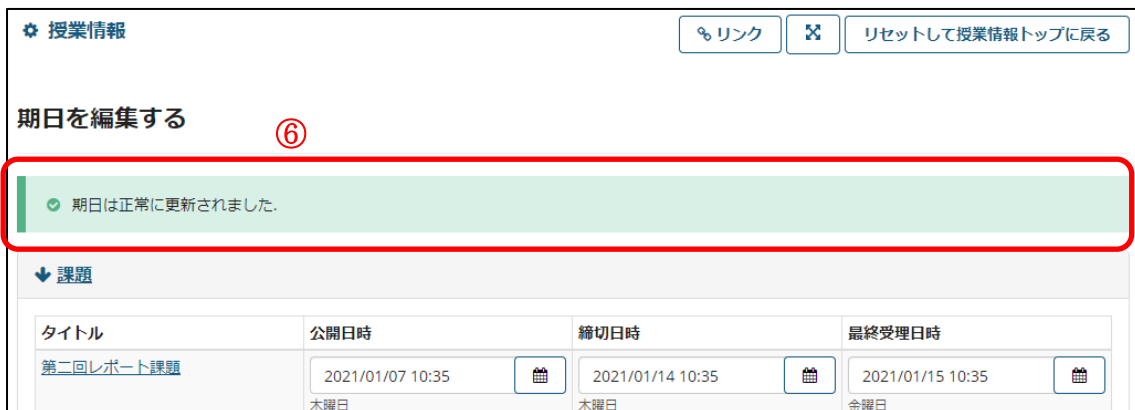 授業情報
リンク
リセットして授業情報トップに戻る
期日を編集する
⑥
期日は正常に更新されました.
課題
タイトル 公開日時 締切日時 最終受理日時
第二回レポート課題 2021/01/07 10:35 2021/01/14 10:35 2021/01/15 10:35
木曜日 木曜日 金曜日